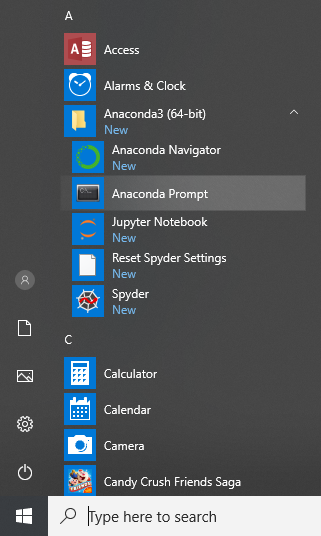 A
Access
Alarms & Clock
Anaconda3 (64-bit)
New
Anaconda Navigator
New
Anaconda Prompt
Jupyter Notebook
New
Reset Spyder Settings
New
Spyder
New
C
Calculator
Calendar
Camera
Candy Crush Friends Saga
Type here to search